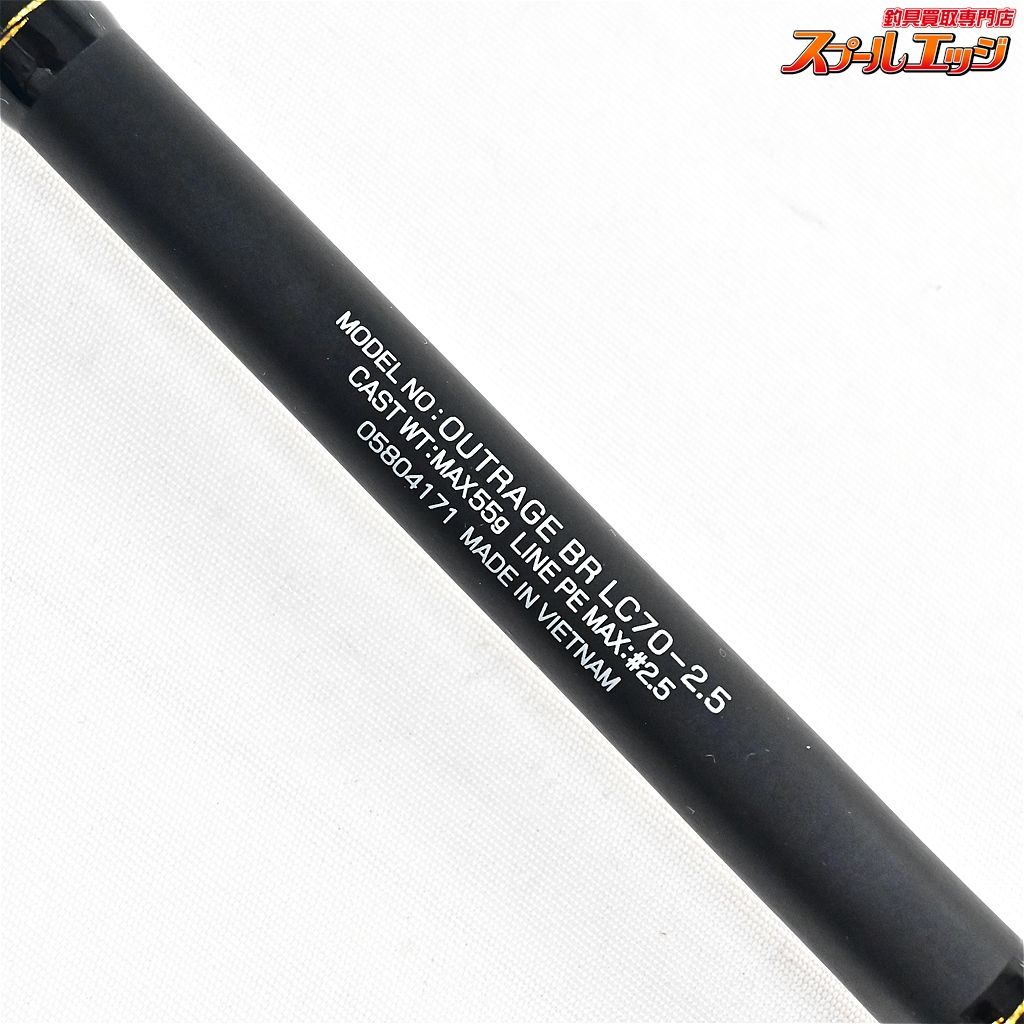 釣具買取専門店
スプールエッジ
MODEL NO:OUTRAGE BR LC70-2.5
CAST WT:MAX55g LINE PE MAX:#2.5
05804171 MADE IN VIETNAM